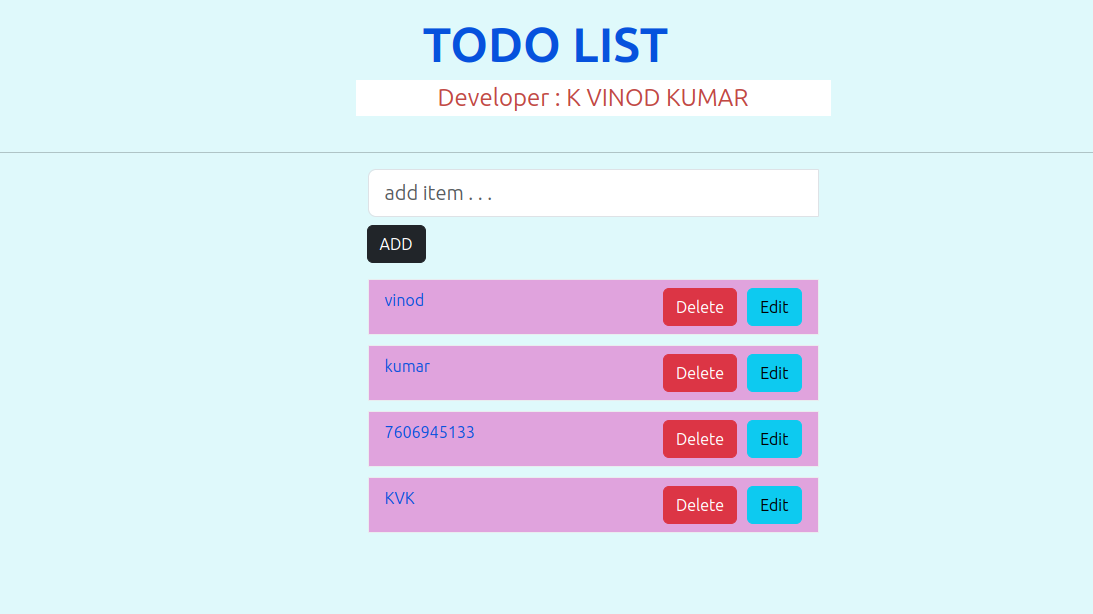 TODO LIST
Developer : K VINOD KUMAR
add item . . .
ADD
vinod Delete Edit
kumar Delete Edit
7606945133 Delete Edit
KVK Delete Edit